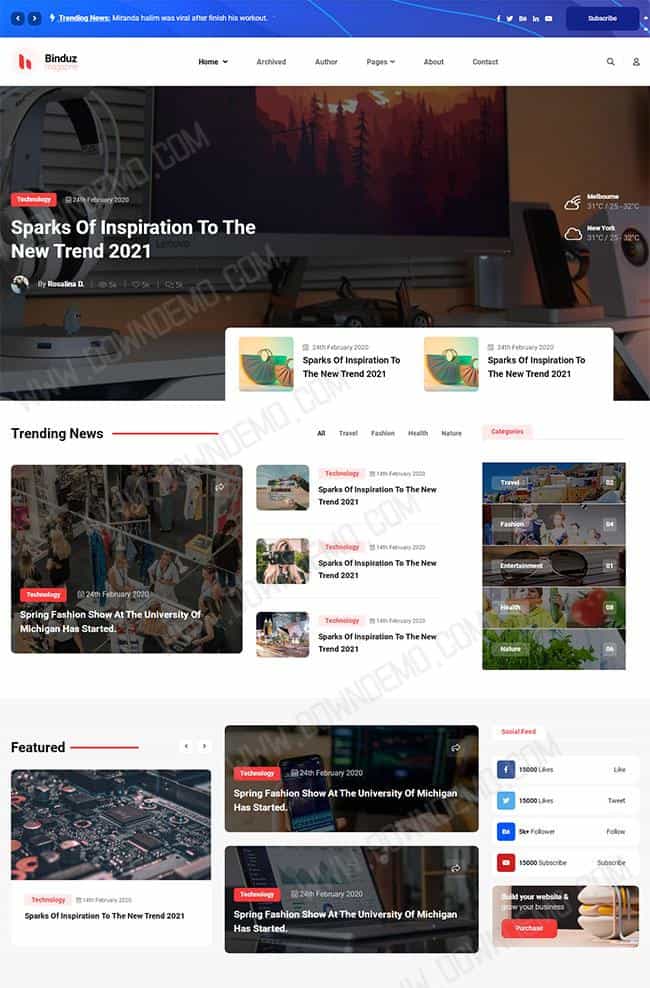 Trending News: Miranda halim was viral after finish his workout.
Subscribe
Binduz
magazine
Home
Archived
Author
Pages
About
Contact
Technology
24th February 2020
Sparks Of Inspiration To The
New Trend 2021
By Rosalina D.
5k
5k
5k
Melbourne
31°C / 25 - 32°C
New York
31°C / 25 - 32°C
Lenovo
24th February 2020
Sparks Of Inspiration To
The New Trend 2021
24th February 2020
Sparks Of Inspiration To
The New Trend 2021
Trending News
All
Travel
Fashion
Health
Nature
Categories
Technology
24th February 2020
Spring Fashion Show At The University Of
Michigan Has Started.
Technology
14th February 2020
Sparks Of Inspiration To The New
Trend 2021
Technology
14th February 2020
Sparks Of Inspiration To The New
Trend 2021
Technology
14th February 2020
Sparks Of Inspiration To The New
Trend 2021
Travel
02
Fashion
04
Entertainment
01
Health
08
Nature
06
Featured
Technology
14th February 2020
Sparks Of Inspiration To The New Trend 2021
Technology
24th February 2020
Spring Fashion Show At The University Of Michigan
Has Started.
Technology
24th February 2020
Spring Fashion Show At The University Of Michigan
Has Started.
Social Feed
15000 Likes
Like
15000 Likes
Tweet
5k+ Follower
Follow
15000 Subscribe
Subscribe
Build your website &
grow your business
Purchase
WWW.DOWNDEMO.COM